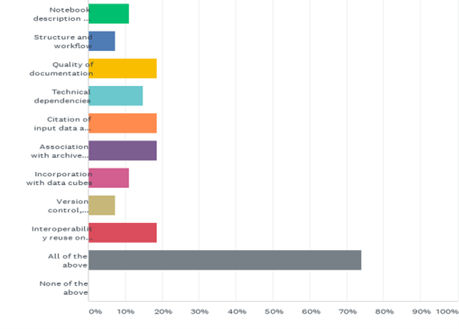 Notebook
description ...
Structure and
workflow
Quality of
documentation
Technical
dependencies
Citation of
input data a...
Association
with archive...
Incorporation
with data cubes
Version
control,...
Interoperabilit
y reuse on...
All of the
above
None of the
above
0% 10% 20% 30% 40% 50% 60% 70% 80% 90% 100%